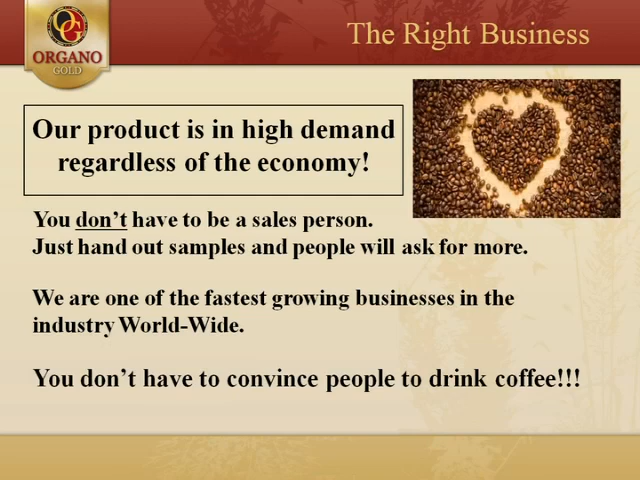 OG
ORGANO
GOLD
The Right Business
Our product is in high demand
regardless of the economy!
You don't have to be a sales person.
Just hand out samples and people will ask for more.
We are one of the fastest growing businesses in the
industry World-Wide.
You don't have to convince people to drink coffee!!!